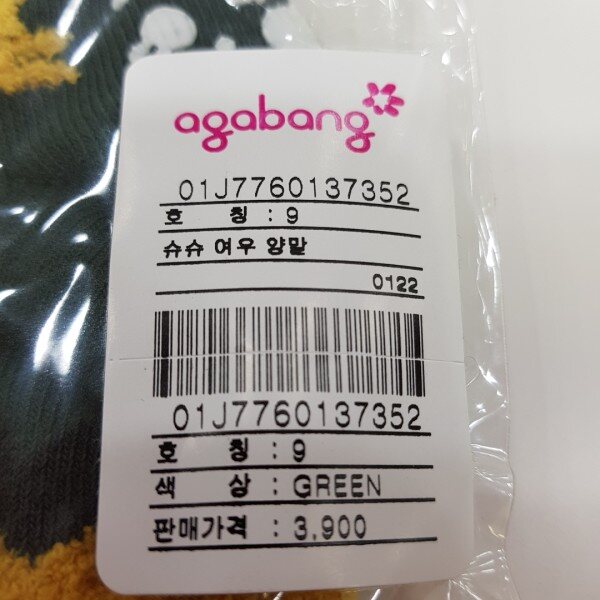 agabang
01J7760137352
호 칭 : 9
슈슈 여우 양말
0122
01J7760137352
호 칭 : 9
색 상 : GREEN
판매가격 : 3,900